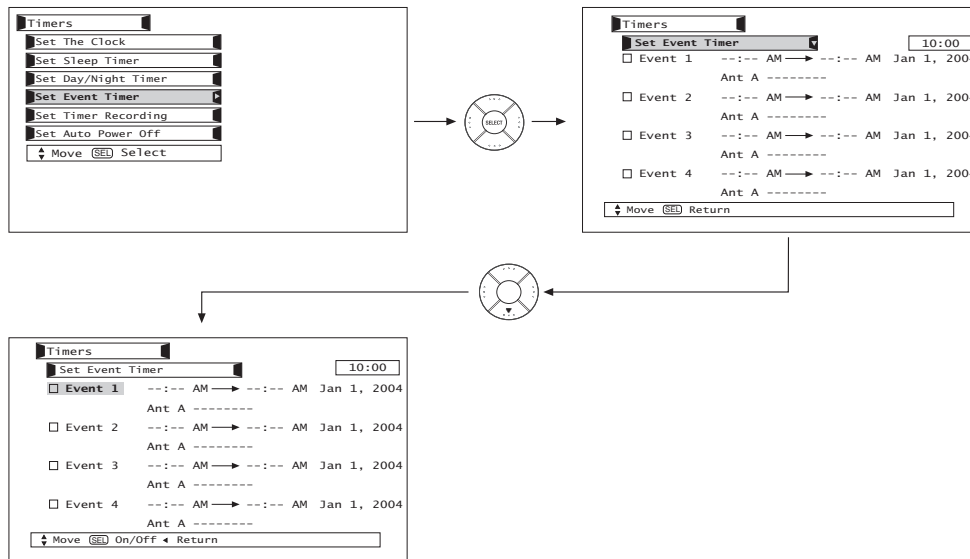 Timers
Set The Clock
Set Sleep Timer
Set Day/Night Timer
Set Event Timer
Set Timer Recording
Set Auto Power Off
Move SEL Select
SELECT
Timers
Set Event Timer
10:00
Event 1 --:-- AM → --:-- AM Jan 1, 200
Ant A --------
Event 2 --:-- AM → --:-- AM Jan 1, 200
Ant A --------
Event 3 --:-- AM → --:-- AM Jan 1, 200
Ant A --------
Event 4 --:-- AM → --:-- AM Jan 1, 200
Ant A --------
Move SEL Return
Timers
Set Event Timer
10:00
Event 1 --:-- AM → --:-- AM Jan 1, 2004
Ant A --------
Event 2 --:-- AM → --:-- AM Jan 1, 2004
Ant A --------
Event 3 --:-- AM → --:-- AM Jan 1, 2004
Ant A --------
Event 4 --:-- AM → --:-- AM Jan 1, 2004
Ant A --------
Move SEL On/Off ◂ Return